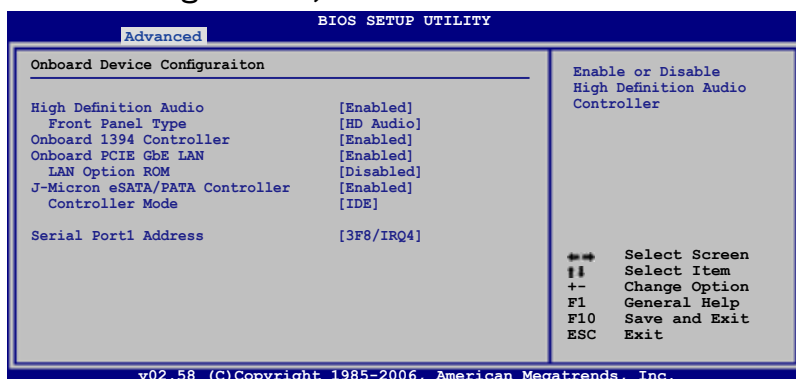 BIOS SETUP UTILITY
Advanced
Onboard Device Configuraiton
High Definition Audio [Enabled]
Front Panel Type [HD Audio]
Onboard 1394 Controller [Enabled]
Onboard PCIE GbE LAN [Enabled]
LAN Option ROM [Disabled]
J-Micron eSATA/PATA Controller [Enabled]
Controller Mode [IDE]
Serial Port1 Address [3F8/IRQ4]
Enable or Disable
High Definition Audio
Controller
←→ Select Screen
↑↓ Select Item
+- Change Option
F1 General Help
F10 Save and Exit
ESC Exit
v02.58 (C)Copyright 1985-2006, American Megatrends, Inc.